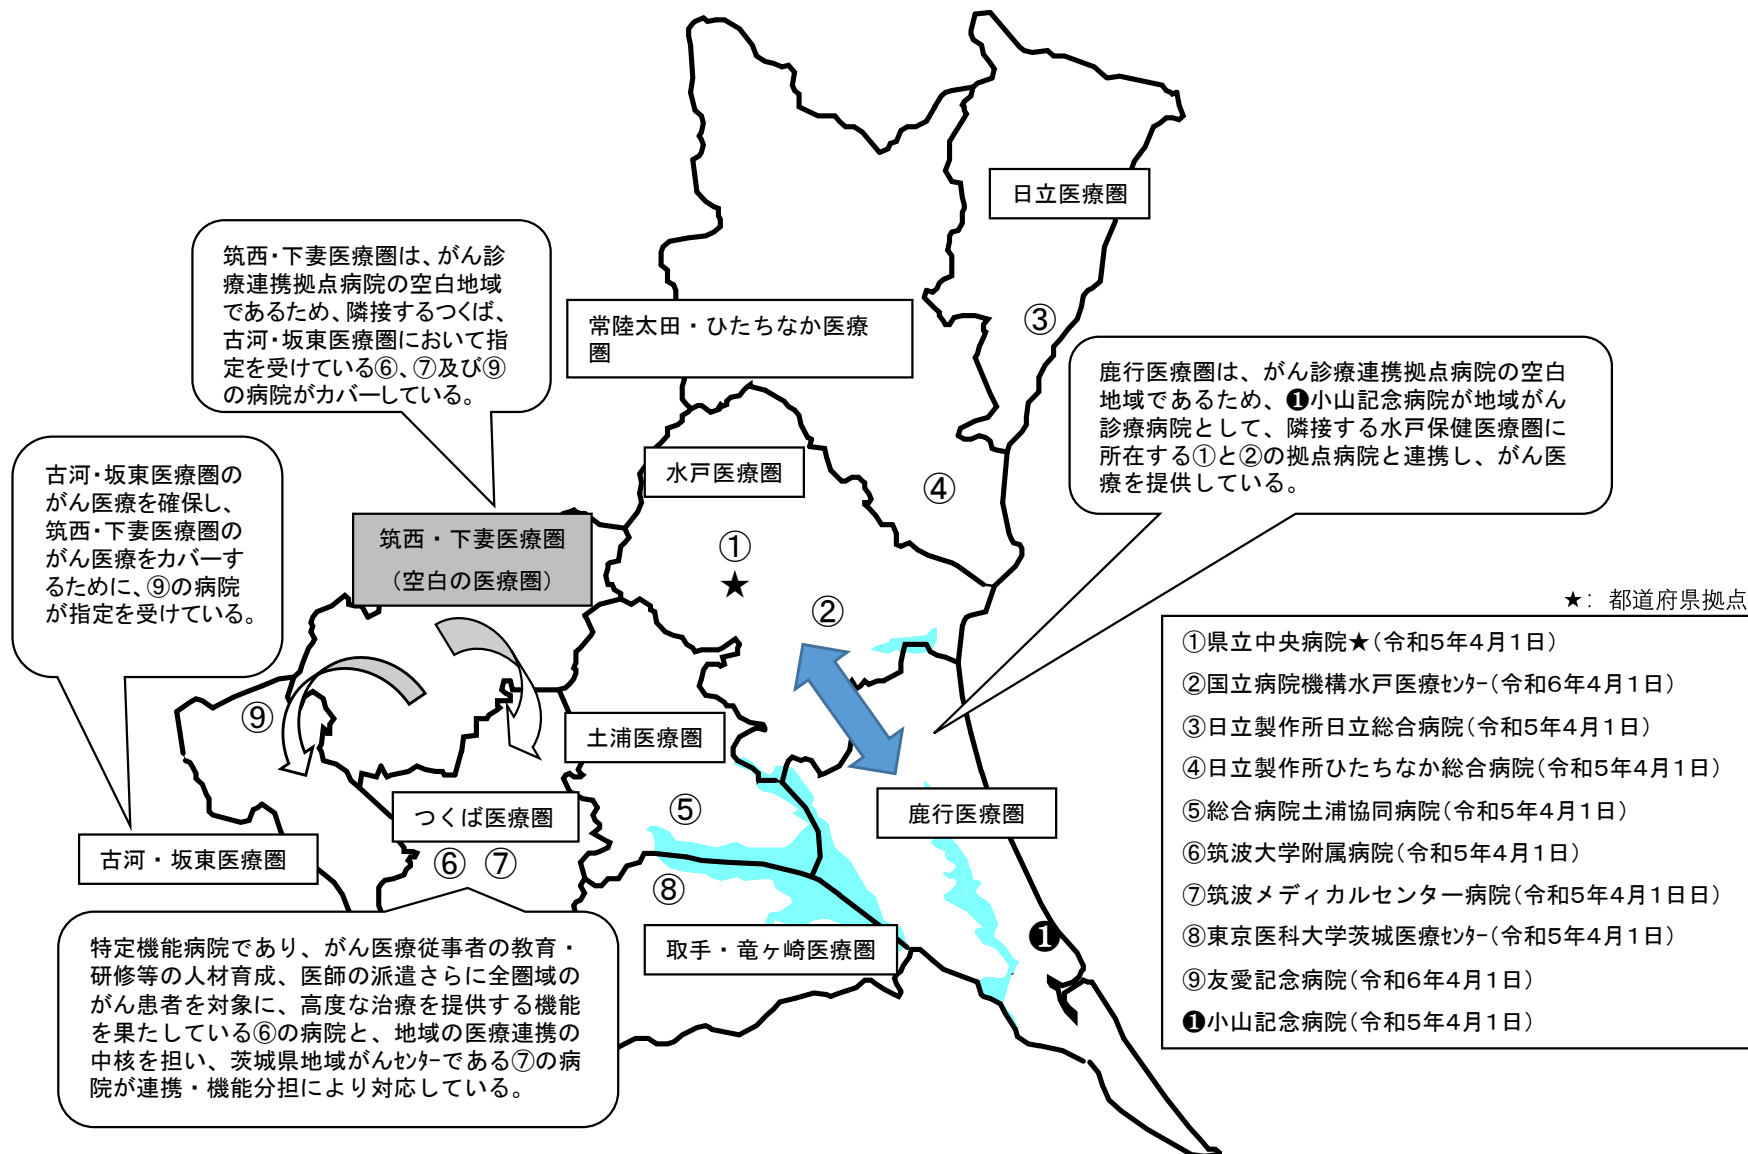 日立医療圏
筑西・下妻医療圏は、がん診
療連携拠点病院の空白地域
であるため、隣接するつくば、
古河・坂東医療圏において指
定を受けている⑥、⑦及び⑨
の病院がカバーしている。
常陸太田・ひたちなか医療
圏
③
鹿行医療圏は、がん診療連携拠点病院の空白
地域であるため、❶小山記念病院が地域がん
診療病院として、隣接する水戸保健医療圏に
所在する①と②の拠点病院と連携し、がん医
療を提供している。
古河・坂東医療圏の
がん医療を確保し、
筑西・下妻医療圏の
がん医療をカバーす
るために、⑨の病院
が指定を受けている。
水戸医療圏
④
筑西・下妻医療圏
（空白の医療圏）
①
★
②
★： 都道府県拠点
①県立中央病院★（令和5年4月1日）
②国立病院機構水戸医療ｾﾝﾀｰ（令和6年4月1日）
③日立製作所日立総合病院（令和5年4月1日）
④日立製作所ひたちなか総合病院（令和5年4月1日）
⑤総合病院土浦協同病院（令和5年4月1日）
⑥筑波大学附属病院（令和5年4月1日）
⑦筑波メディカルセンター病院（令和5年4月1日日）
⑧東京医科大学茨城医療ｾﾝﾀｰ（令和5年4月1日）
⑨友愛記念病院（令和6年4月1日）
❶小山記念病院（令和5年4月1日）
⑨
土浦医療圏
⑤
つくば医療圏
鹿行医療圏
古河・坂東医療圏
⑥ ⑦
⑧
取手・竜ヶ崎医療圏
❶
特定機能病院であり、がん医療従事者の教育・
研修等の人材育成、医師の派遣さらに全圏域の
がん患者を対象に、高度な治療を提供する機能
を果たしている⑥の病院と、地域の医療連携の
中核を担い、茨城県地域がんｾﾝﾀｰである⑦の病
院が連携・機能分担により対応している。